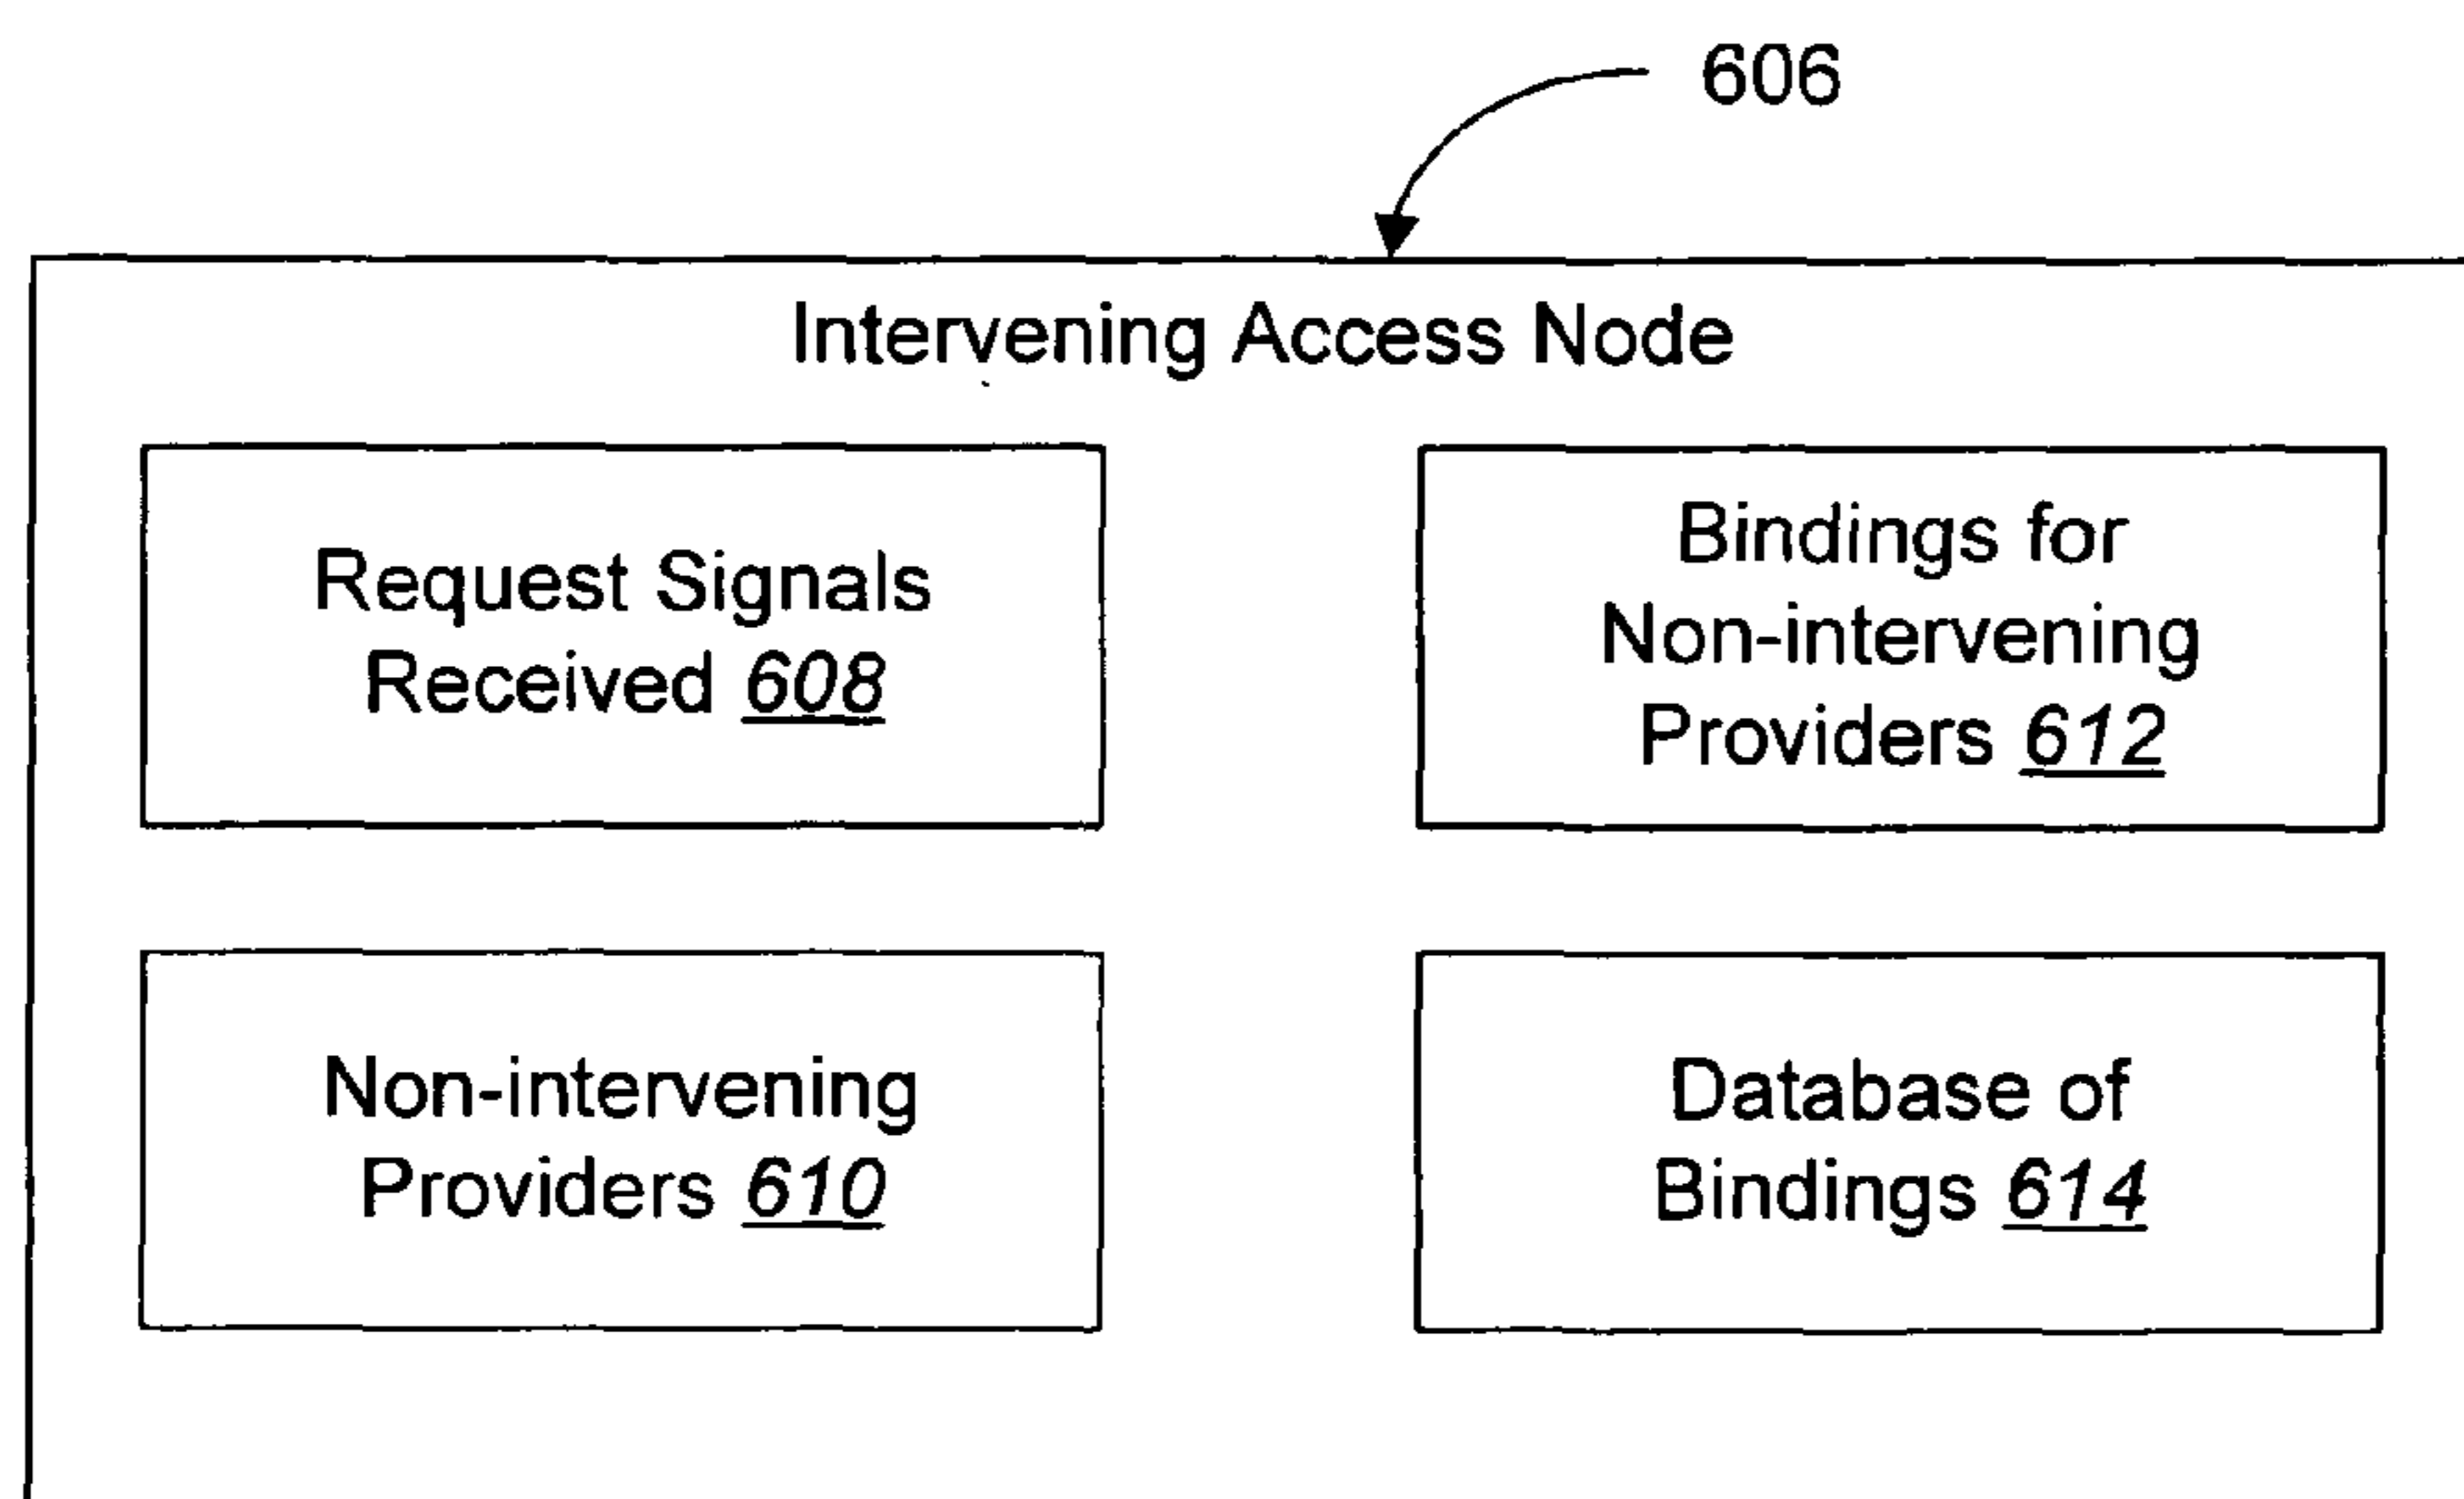 606
Intervening Access Node
Request Signals
Received 608
Bindings for
Non-intervening
Providers 612
Non-intervening
Providers 610
Database of
Bindings 614